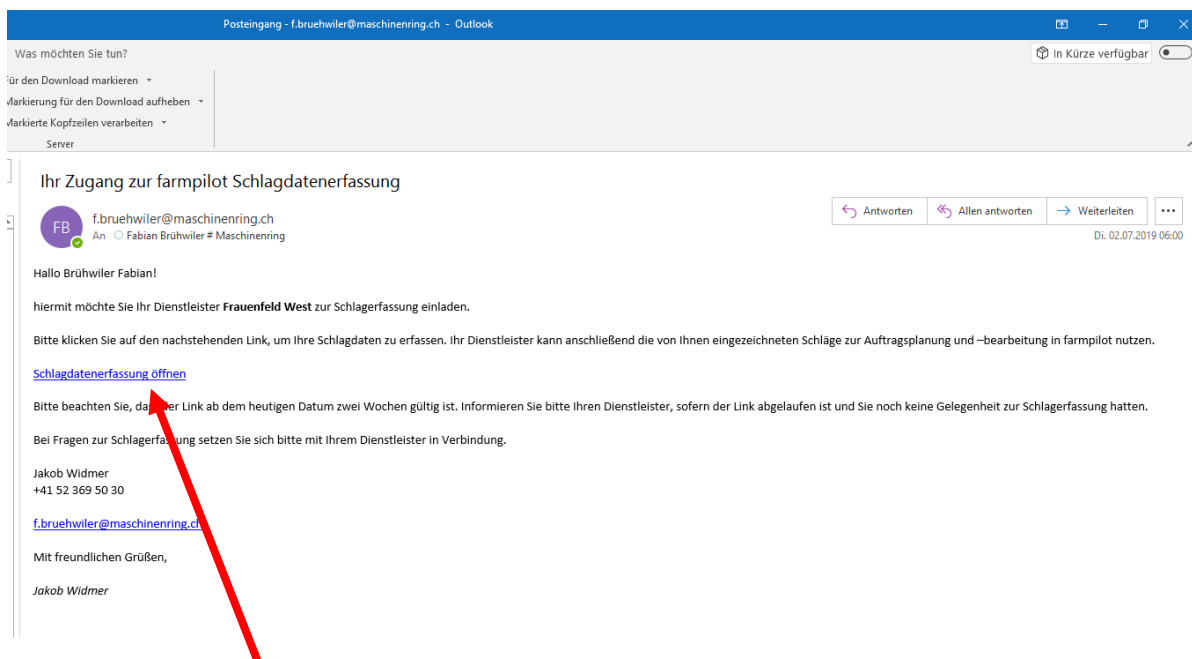 Posteingang - f.bruehwiler@maschinenring.ch - Outlook
Was möchten Sie tun?
In Kürze verfügbar
für den Download markieren
Markierung für den Download aufheben
Markierte Kopfzeilen verarbeiten
Server
Ihr Zugang zur farmpilot Schlagdatenerfassung
FB
f.bruehwiler@maschinenring.ch
An Fabian Brühwiler # Maschinenring
Antworten
Allen antworten
Weiterleiten
Di. 02.07.2019 06:00
Hallo Brühwiler Fabian!
hiermit möchte Sie Ihr Dienstleister Frauenfeld West zur Schlagerfassung einladen.
Bitte klicken Sie auf den nachstehenden Link, um Ihre Schlagdaten zu erfassen. Ihr Dienstleister kann anschließend die von Ihnen eingezeichneten Schläge zur Auftragsplanung und –bearbeitung in farmpilot nutzen.
Schlagdatenerfassung öffnen
Bitte beachten Sie, dass der Link ab dem heutigen Datum zwei Wochen gültig ist. Informieren Sie bitte Ihren Dienstleister, sofern der Link abgelaufen ist und Sie noch keine Gelegenheit zur Schlagerfassung hatten.
Bei Fragen zur Schlagerfassung setzen Sie sich bitte mit Ihrem Dienstleister in Verbindung.
Jakob Widmer
+41 52 369 50 30
f.bruehwiler@maschinenring.ch
Mit freundlichen Grüßen,
Jakob Widmer